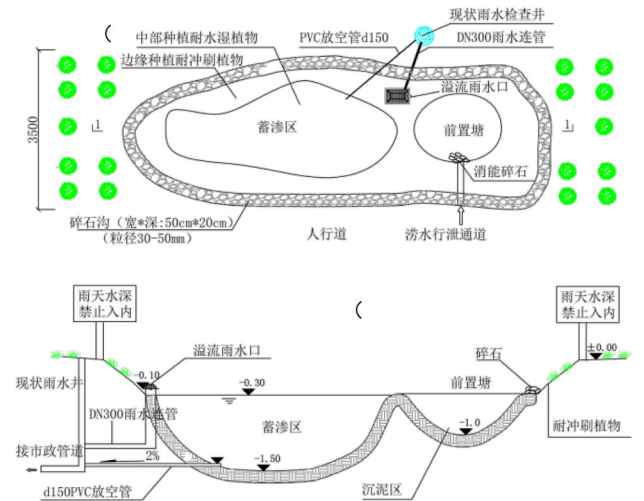 现状雨水检查井
(
中部种植耐水湿植物
PVC放空管d150
DN300雨水连管
边缘种植耐冲刷植物
溢流雨水口
3500
1
蓄渗区
前置塘
1
消能碎石
碎石沟（宽*深:50cm*20cm）
（粒径30-50mm）
人行道
涝水行泄通道
雨天水深
禁止入内
(
雨天水深
禁止入内
溢流雨水口
碎石
±0.00
现状雨水井
-0.10
-0.30
前置塘
DN300雨水连管
蓄渗区
-1.0
耐冲刷植物
接市政管道
2%
-1.50
沉泥区
d150PVC放空管